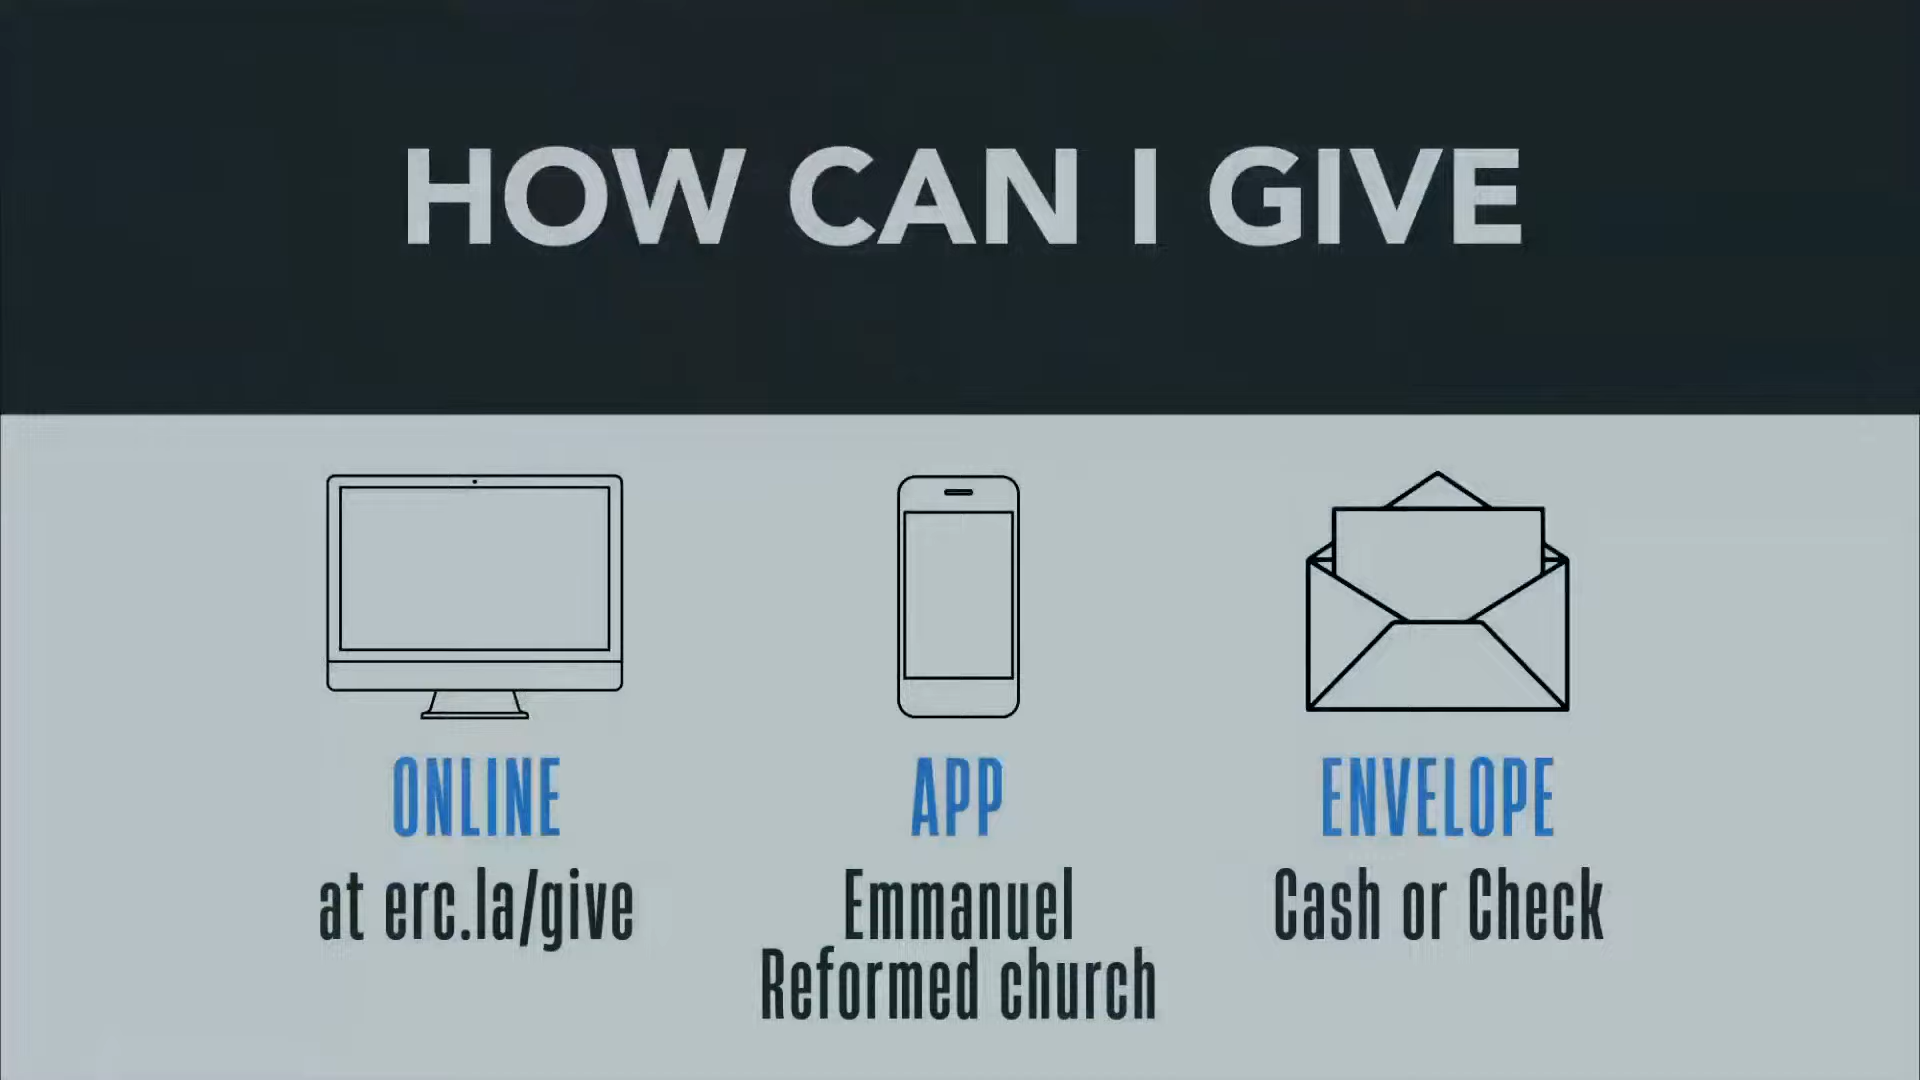 HOW CAN I GIVE
ONLINE
at erc.la/give
APP
Emmanuel
Reformed church
ENVELOPE
Cash or Check